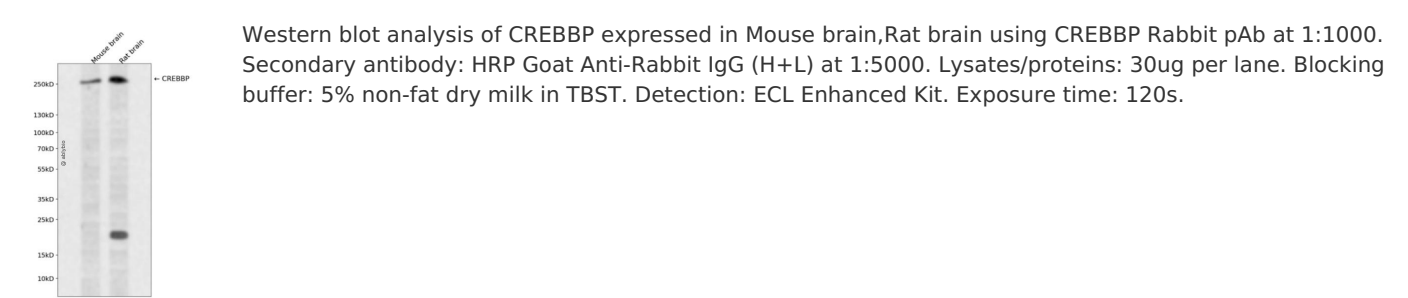 Mouse brain
Rat brain
← CREBBP
250kD
130kD
100kD
70kD
55kD
35kD
25kD
15kD
10kD
Western blot analysis of CREBBP expressed in Mouse brain,Rat brain using CREBBP Rabbit pAb at 1:1000.
Secondary antibody: HRP Goat Anti-Rabbit IgG (H+L) at 1:5000. Lysates/proteins: 30ug per lane. Blocking
buffer: 5% non-fat dry milk in TBST. Detection: ECL Enhanced Kit. Exposure time: 120s.